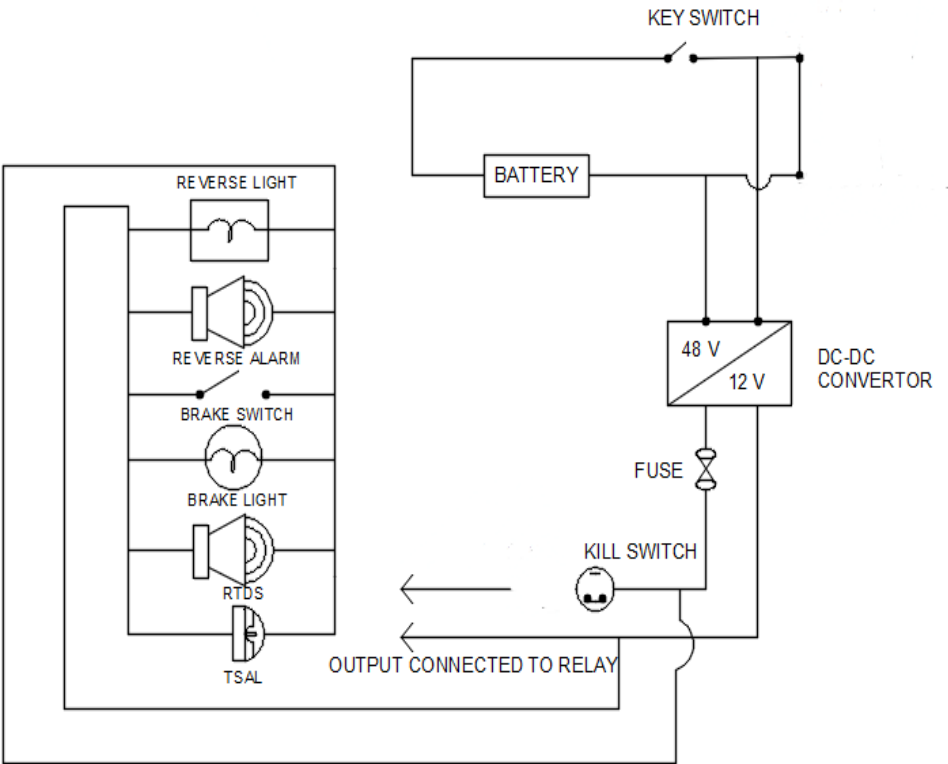 KEY SWITCH
BATTERY
REVERSE LIGHT
REVERSE ALARM
48 V
12 V
DC-DC
CONVERTOR
BRAKE SWITCH
FUSE
BRAKE LIGHT
KILL SWITCH
RTDS
OUTPUT CONNECTED TO RELAY
TSAL